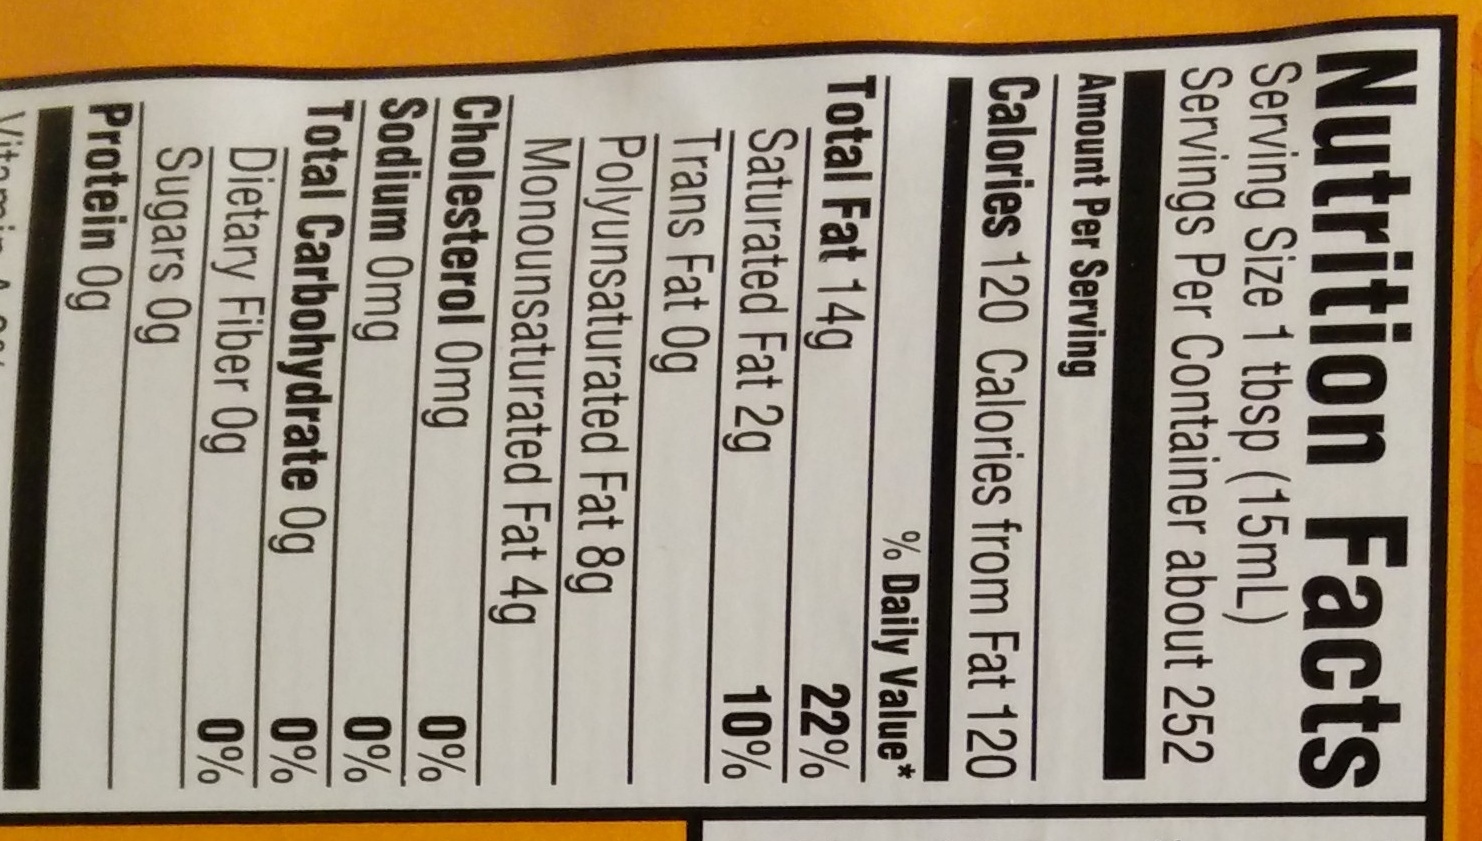 Nutrition Facts
Serving Size 1 tbsp (15mL)
Servings Per Container about 252
Amount Per Serving
Calories 120 Calories from Fat 120
% Daily Value*
Total Fat 14g 22%
Saturated Fat 2g 10%
Trans Fat 0g
Polyunsaturated Fat 8g
Monounsaturated Fat 4g
Cholesterol 0mg 0%
Sodium 0mg 0%
Total Carbohydrate 0g 0%
Dietary Fiber 0g 0%
Sugars 0g
Protein 0g
Vitamin A 0%